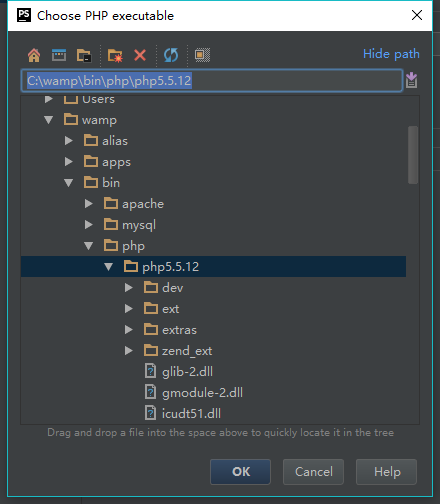 PS Choose PHP executable
Hide path
C:\wamp\bin\php\php5.5.12
Users
wamp
alias
apps
bin
apache
mysql
php
php5.5.12
dev
ext
extras
zend_ext
glib-2.dll
gmodule-2.dll
icudt51.dll
Drag and drop a file into the space above to quickly locate it in the tree
OK Cancel Help